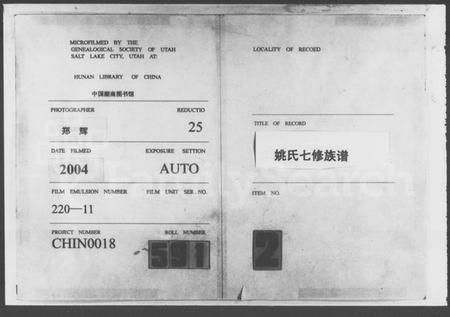 MICROFILMED BY THE
GENEALOGICAL SOCIETY OF UTAH
SALT LAKE CITY, UTAH AT:
HUNAN LIBRARY OF CHINA
中国湖南图书馆
PHOTOGRAPHER
REDUCTIO
郑 辉
25
DATE FILMED
EXPOSURE SETTION
2004
AUTO
FILM EMULSION NUMBER
FILM UNIT SER. NO.
220—11
PROJECT NUMBER
ROLL NUMBER
CHIN0018
591
LOCALITY OF RECOED
TITLE OF RECORD
姚氏七修族谱
ITEM NO.
2